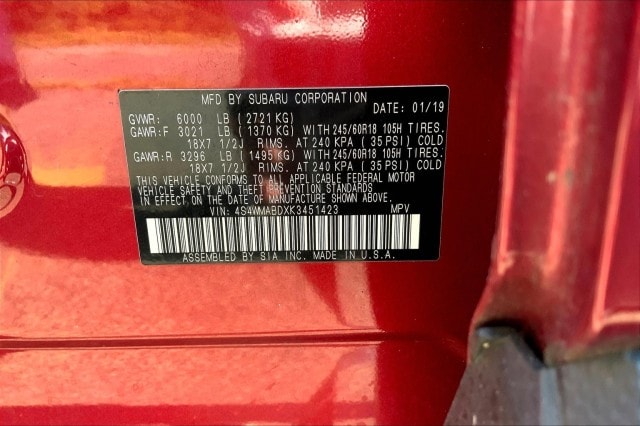 MFD BY SUBARU CORPORATION
DATE: 01/19
GVWR: 6000 LB (2721 KG)
GAWR:F 3021 LB (1370 KG) WITH 245/60R18 105H TIRES.
18X7 1/2J RIMS. AT 240 KPA (35 PSI) COLD
GAWR:R 3296 LB (1495 KG) WITH 245/60R18 105H TIRES.
18X7 1/2J RIMS. AT 240 KPA (35 PSI) COLD
THIS VEHICLE CONFORMS TO ALL APPLICABLE FEDERAL MOTOR
VEHICLE SAFETY AND THEFT PREVENTION STANDARDS
IN EFFECT ON THE DATE OF MANUFACTURE SHOWN ABOVE.
VIN: 4S4WMABDXK3451423 MPV
ASSEMBLED BY SIA INC. MADE IN U.S.A.